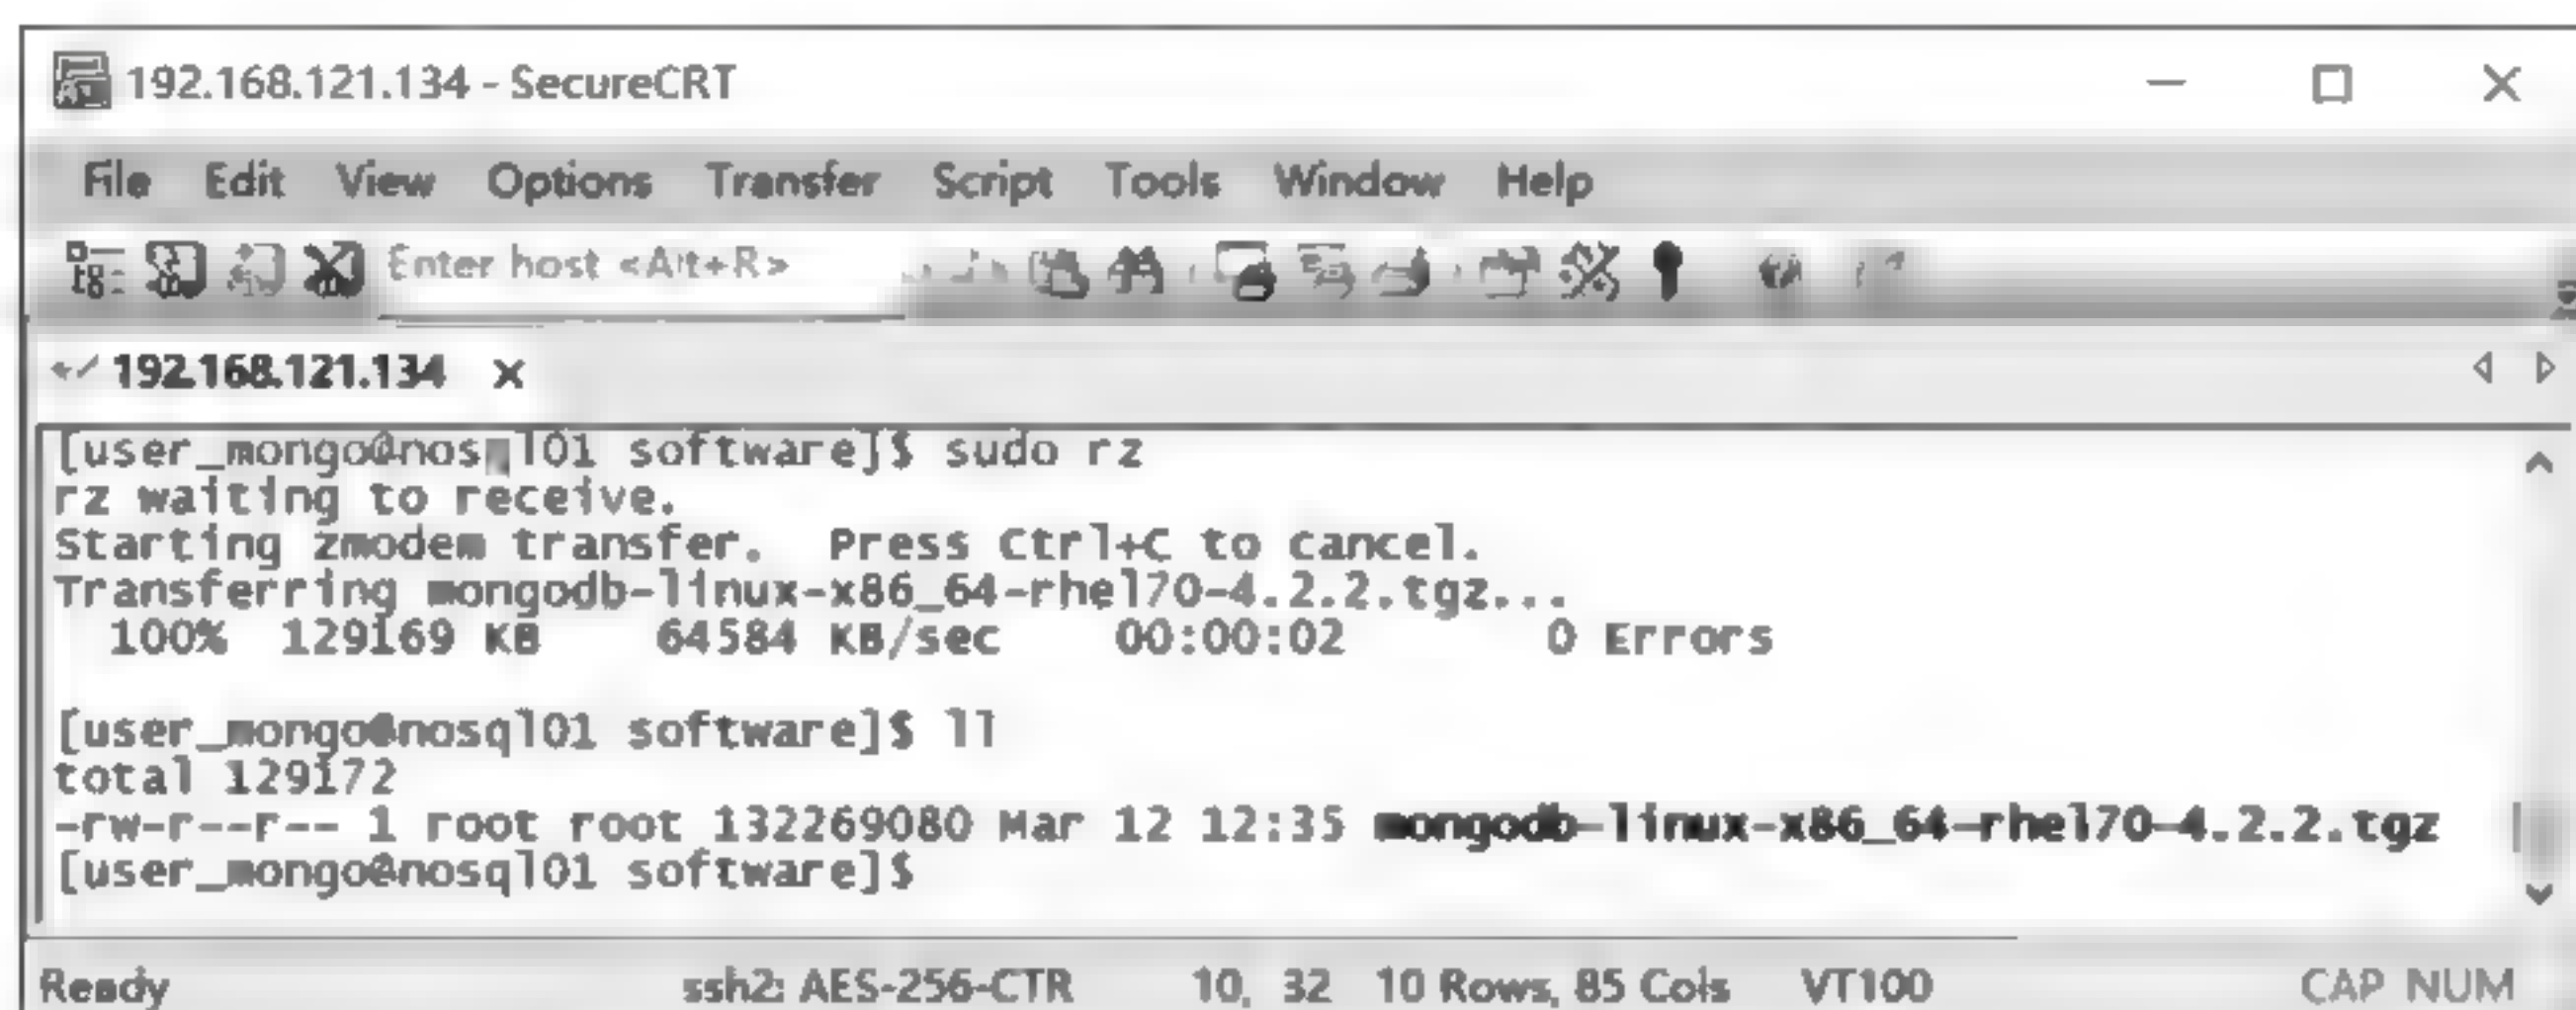 192.168.121.134 - SecureCRT
File Edit View Options Transfer Script Tools Window Help
Enter host <Alt+R>
192.168.121.134
[user_mongo@nosql01 software]$ sudo rz
rz waiting to receive.
Starting zmodem transfer.  Press Ctrl+C to cancel.
Transferring mongodb-linux-x86_64-rhel70-4.2.2.tgz...
  100%  129169 KB    64584 KB/sec    00:00:02       0 Errors
[user_mongo@nosql01 software]$ ll
total 129172
-rw-r--r-- 1 root root 132269080 Mar 12 12:35 mongodb-linux-x86_64-rhel70-4.2.2.tgz
[user_mongo@nosql01 software]$
Ready ssh2: AES-256-CTR 10, 32 10 Rows, 85 Cols VT100 CAP NUM